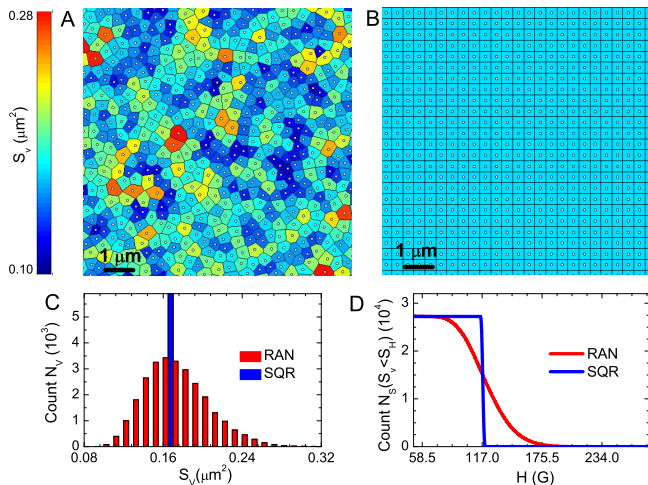 0.28
A
B
S_v (μm²)
0.10
1 μm
1 μm
C
D
Count N_v (10³)
5
4
3
2
1
0
RAN
SQR
0.08
0.16
0.24
0.32
S_v(μm²)
Count N_S(S_v<S_H) (10⁴)
3
2
1
0
RAN
SQR
58.5
117.0
175.5
234.0
H (G)